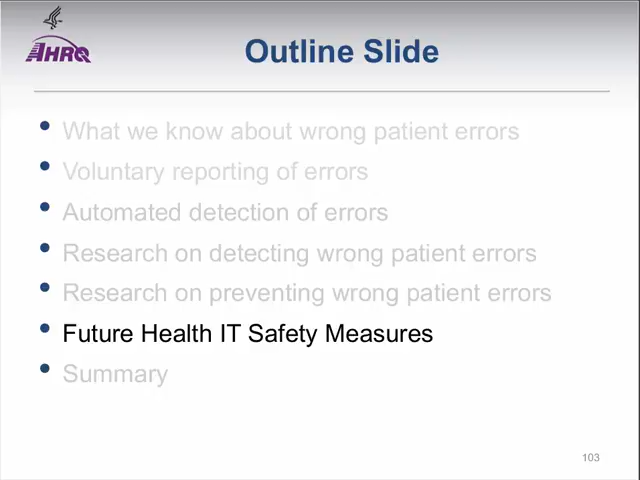 AHRQ
Outline Slide
• What we know about wrong patient errors
• Voluntary reporting of errors
• Automated detection of errors
• Research on detecting wrong patient errors
• Research on preventing wrong patient errors
• Future Health IT Safety Measures
• Summary
103